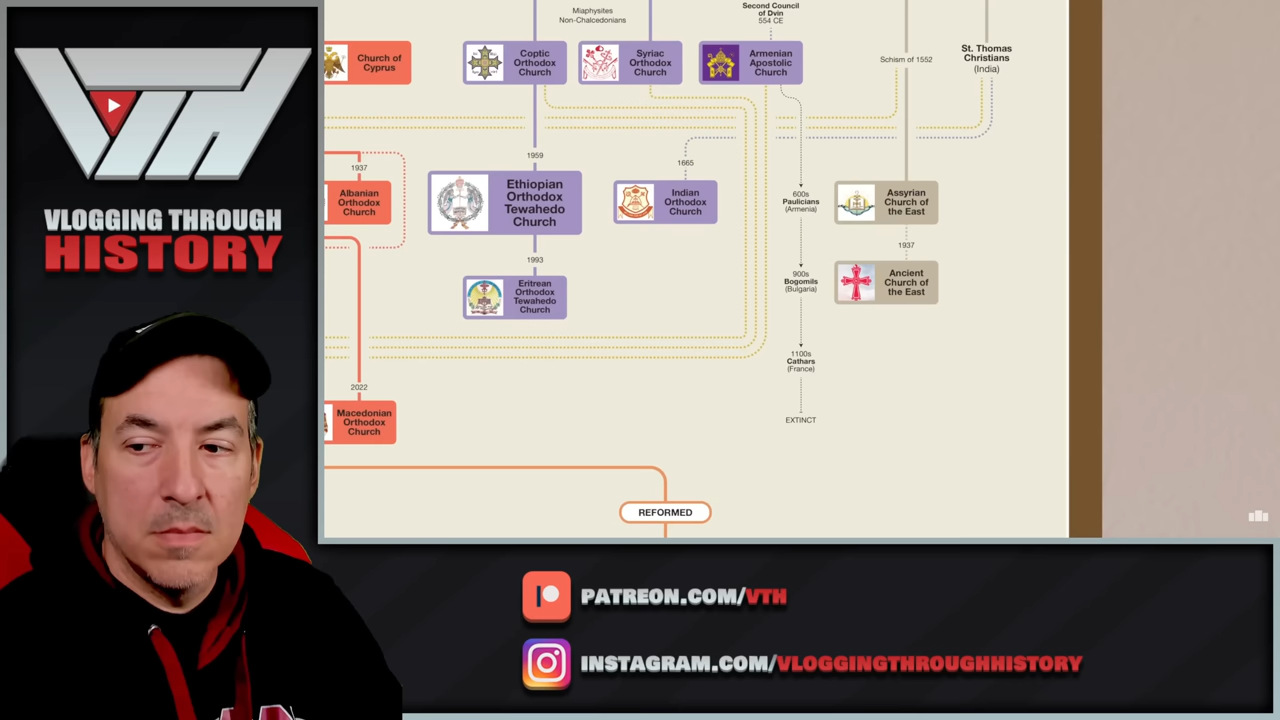 Miaphysites
Non-Chalcedonians
Second Council
of Dvin
554 CE
Church of
Cyprus
Coptic
Orthodox
Church
Syriac
Orthodox
Church
Armenian
Apostolic
Church
Schism of 1552
St. Thomas
Christians
(India)
1937
Albanian
Orthodox
Church
1959
Ethiopian
Orthodox
Tewahedo
Church
1665
Indian
Orthodox
Church
600s
Paulicians
(Armenia)
Assyrian
Church of
the East
1993
Eritrean
Orthodox
Tewahedo
Church
900s
Bogomils
(Bulgaria)
1937
Ancient
Church of
the East
1100s
Cathars
(France)
EXTINCT
2022
Macedonian
Orthodox
Church
REFORMED
VTH
VLOGGING THROUGH
HISTORY
PATREON.COM/VTH
INSTAGRAM.COM/VLOGGINGTHROUGHHISTORY